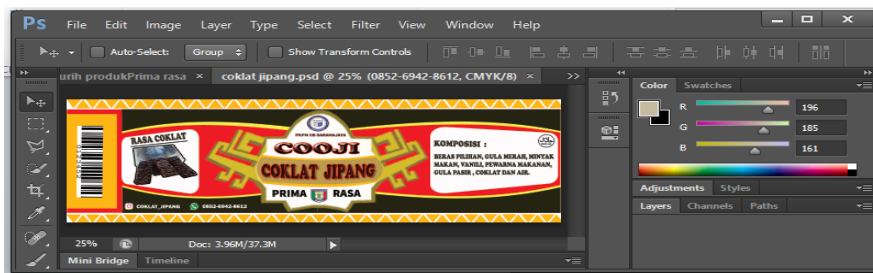 Ps File Edit Image Layer Type Select Filter View Window Help
Auto-Select: Group Show Transform Controls
urih produkPrima rasa × coklat jipang.psd @ 25% (0852-6942-8612, CMYK/8) × >>
Color Swatches
R 196
G 185
B 161
Adjustments Styles
Layers Channels Paths
RASA COKLAT
COOJI
COKLAT JIPANG
PRIMA RASA
COKLAT_JIPANG 0852-6942-8612
KOMPOSISI :
BERAS PILIHAN, GULA MERAH, MINYAK
MAKAN, VANILI, PEWARNA MAKANAN,
GULA PASIR , COKLAT DAN AIR.
25% Doc: 3.96M/37.3M
Mini Bridge Timeline